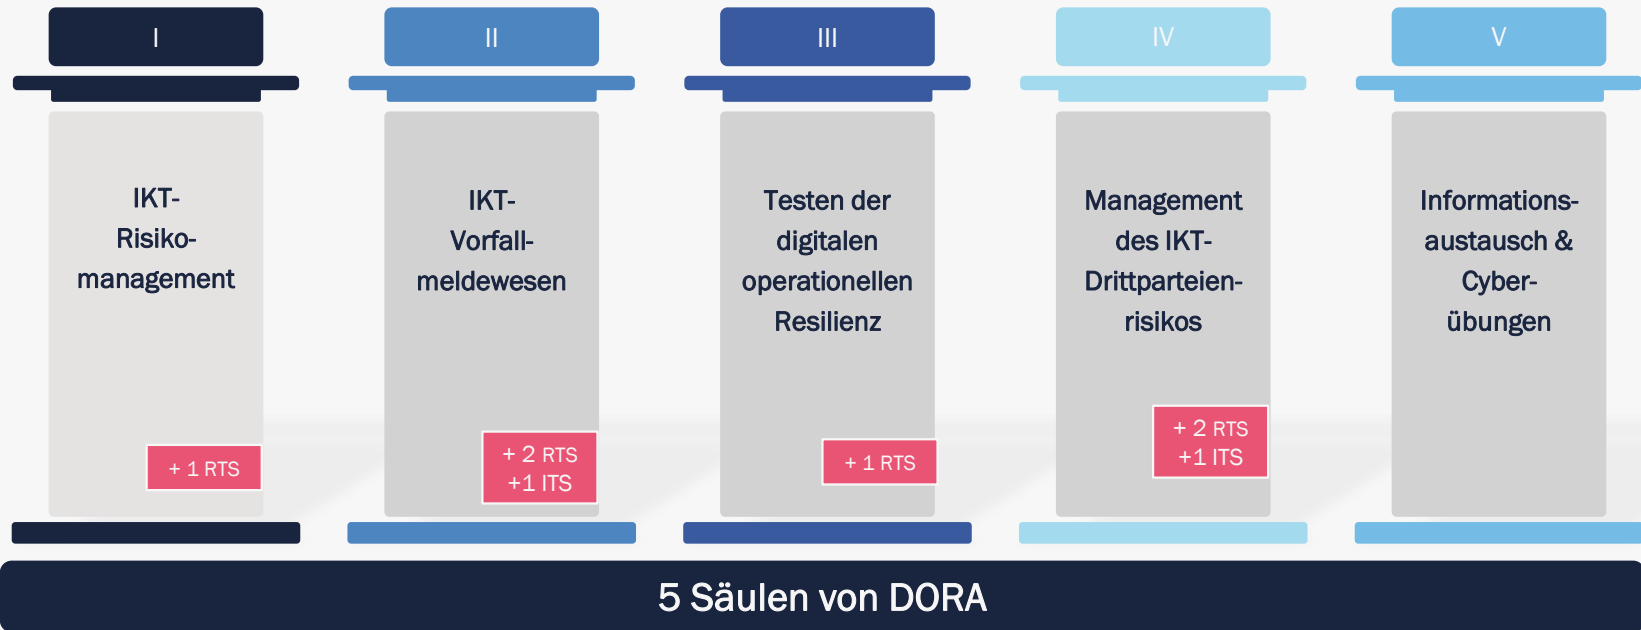 I
II
III
IV
V
IKT-
Risiko-
management
+ 1 RTS
IKT-
Vorfall-
meldewesen
+ 2 RTS
+1 ITS
Testen der
digitalen
operationellen
Resilienz
+ 1 RTS
Management
des IKT-
Drittparteien-
risikos
+ 2 RTS
+1 ITS
Informations-
austausch &
Cyber-
übungen
5 Säulen von DORA